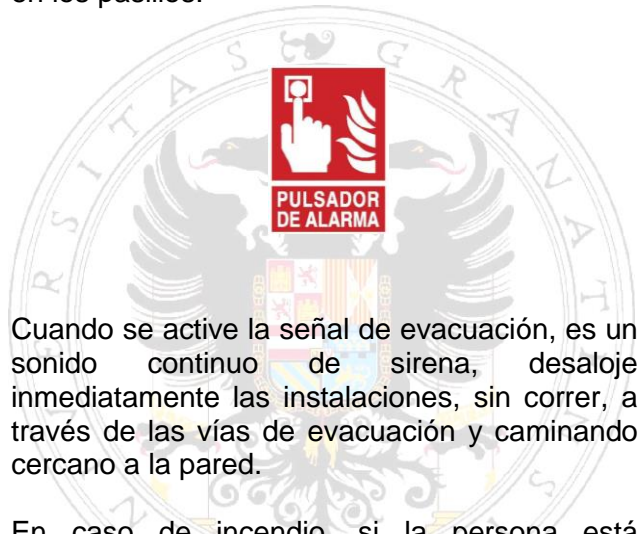 en los pasillos.
PULSADOR
DE ALARMA
Cuando se active la señal de evacuación, es un
sonido continuo de sirena, desaloje
inmediatamente las instalaciones, sin correr, a
través de las vías de evacuación y caminando
cercano a la pared.
En caso de incendio, si la persona está